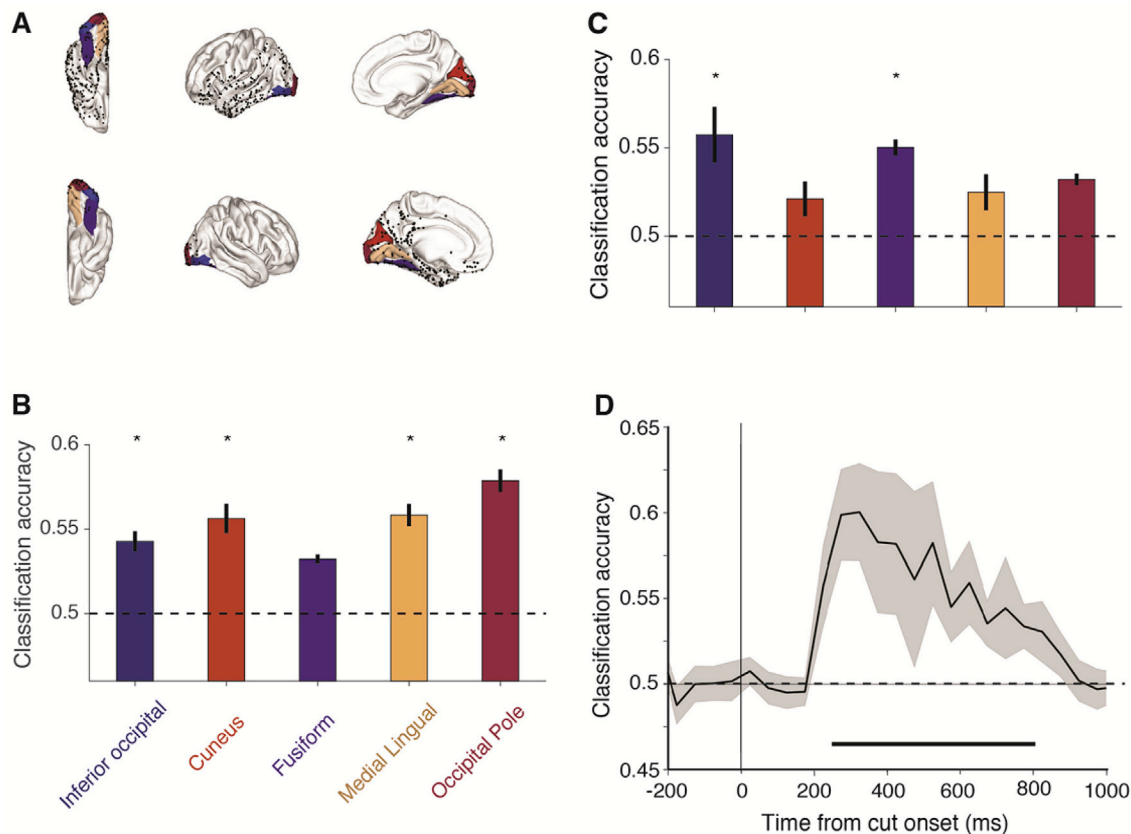 A
B
Classification accuracy
0.6
0.55
0.5
* * * *
Inferior occipital
Cuneus
Fusiform
Medial Lingual
Occipital Pole
C
Classification accuracy
0.6
0.55
0.5
* *
D
Classification accuracy
0.65
0.6
0.55
0.5
0.45
-200 0 200 400 600 800 1000
Time from cut onset (ms)